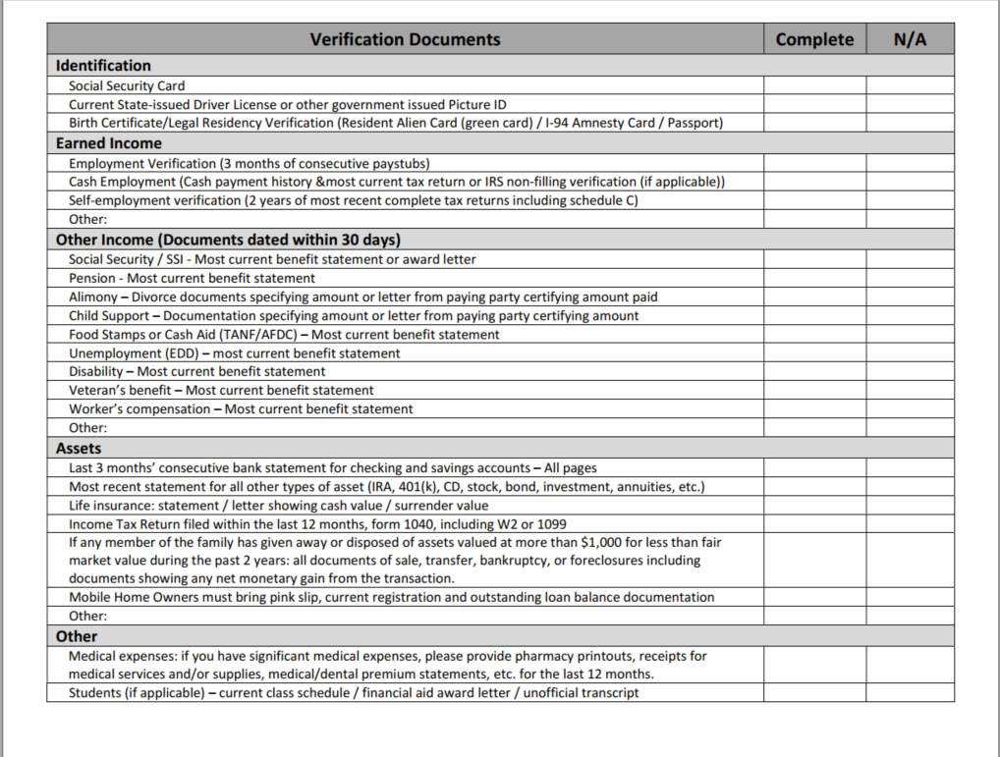 Verification Documents Complete N/A
Identification
Social Security Card
Current State-issued Driver License or other government issued Picture ID
Birth Certificate/Legal Residency Verification (Resident Alien Card (green card) / I-94 Amnesty Card / Passport)
Earned Income
Employment Verification (3 months of consecutive paystubs)
Cash Employment (Cash payment history &most current tax return or IRS non-filling verification (if applicable))
Self-employment verification (2 years of most recent complete tax returns including schedule C)
Other:
Other Income (Documents dated within 30 days)
Social Security / SSI - Most current benefit statement or award letter
Pension - Most current benefit statement
Alimony – Divorce documents specifying amount or letter from paying party certifying amount paid
Child Support – Documentation specifying amount or letter from paying party certifying amount
Food Stamps or Cash Aid (TANF/AFDC) – Most current benefit statement
Unemployment (EDD) – most current benefit statement
Disability – Most current benefit statement
Veteran’s benefit – Most current benefit statement
Worker’s compensation – Most current benefit statement
Other:
Assets
Last 3 months’ consecutive bank statement for checking and savings accounts – All pages
Most recent statement for all other types of asset (IRA, 401(k), CD, stock, bond, investment, annuities, etc.)
Life insurance: statement / letter showing cash value / surrender value
Income Tax Return filed within the last 12 months, form 1040, including W2 or 1099
If any member of the family has given away or disposed of assets valued at more than $1,000 for less than fair
market value during the past 2 years: all documents of sale, transfer, bankruptcy, or foreclosures including
documents showing any net monetary gain from the transaction.
Mobile Home Owners must bring pink slip, current registration and outstanding loan balance documentation
Other:
Other
Medical expenses: if you have significant medical expenses, please provide pharmacy printouts, receipts for
medical services and/or supplies, medical/dental premium statements, etc. for the last 12 months.
Students (if applicable) – current class schedule / financial aid award letter / unofficial transcript